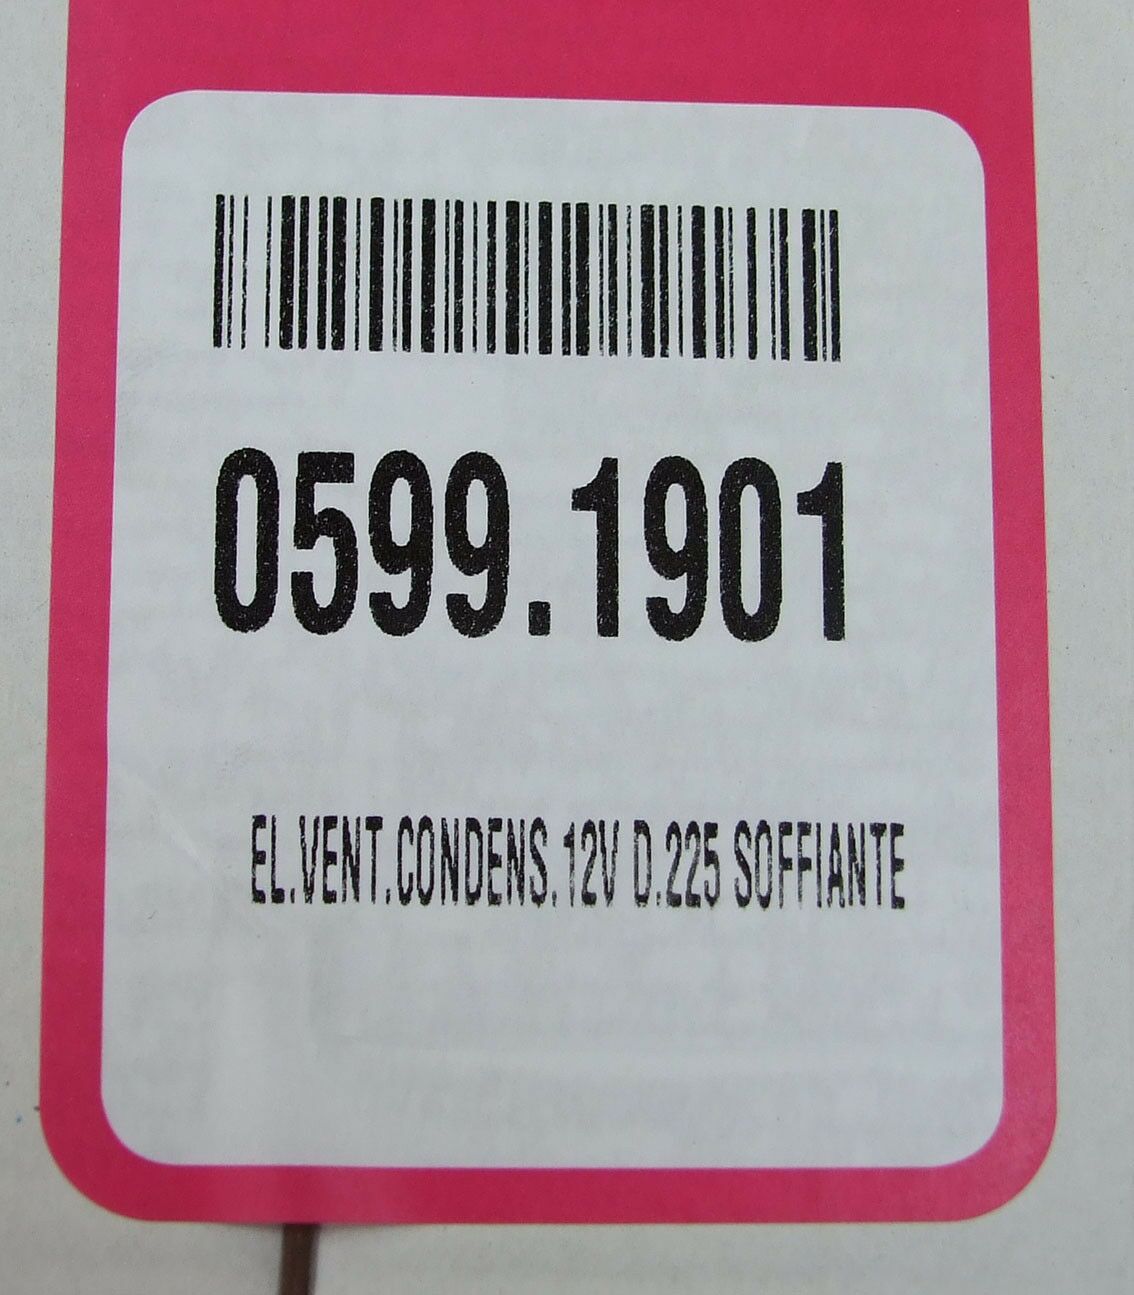 0599.1901
EL.VENT.CONDENS.12V D.225 SOFFIANTE